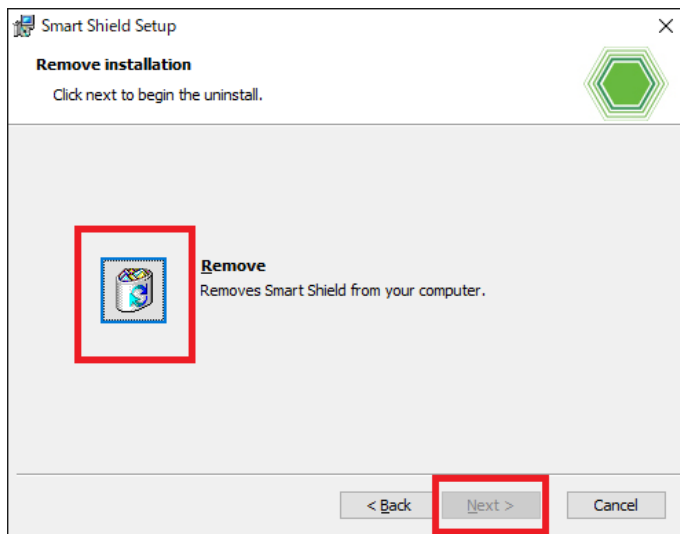 Smart Shield Setup
Remove installation
Click next to begin the uninstall.
Remove
Removes Smart Shield from your computer.
< Back
Next >
Cancel